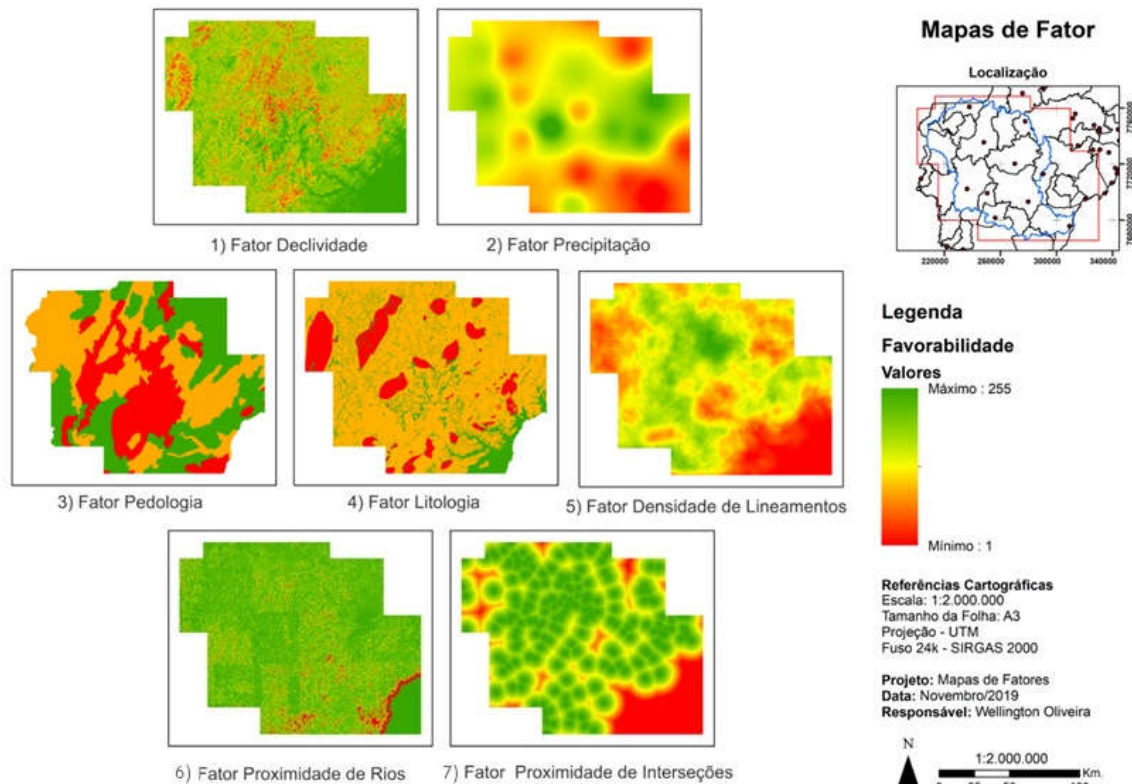 1) Fator Declividade
2) Fator Precipitação
3) Fator Pedologia
4) Fator Litologia
5) Fator Densidade de Lineamentos
6) Fator Proximidade de Rios
7) Fator Proximidade de Interseções
Mapas de Fator
Localização
7760000
7720000
7680000
220000 260000 300000 340000
Legenda
Favorabilidade
Valores
Máximo : 255
Mínimo : 1
Referências Cartográficas
Escala: 1:2.000.000
Tamanho da Folha: A3
Projeção - UTM
Fuso 24k - SIRGAS 2000
Projeto: Mapas de Fatores
Data: Novembro/2019
Responsável: Wellington Oliveira
N
1:2.000.000
Km.